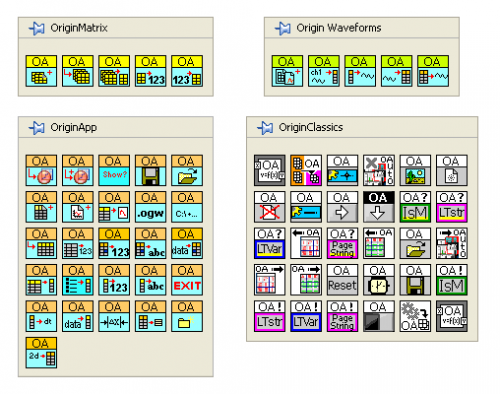 OriginMatrix
OA OA OA OA OA
123 123
Origin Waveforms
OA OA OA OA OA
ch1
OriginApp
OA OA OA OA OA
Show?
OA OA OA OA OA
.ogw C:\+...
OA OA OA OA OA
123 123 abc data
OA OA OA OA OA
123 abc EXIT
OA OA OA OA OA
dt data ΔX
OA
2d
OriginClassics
OA OA OA OA OA
v=f(x)
OA OA OA OA OA? OA?
IsM LTstr
OA? OA OA? OA OA OA
LTVar Page String
OA OA OA OA OA OA!
Reset IsM
OA! OA! OA! OA OA OA
LTstr LTVar Page String v=f(x)